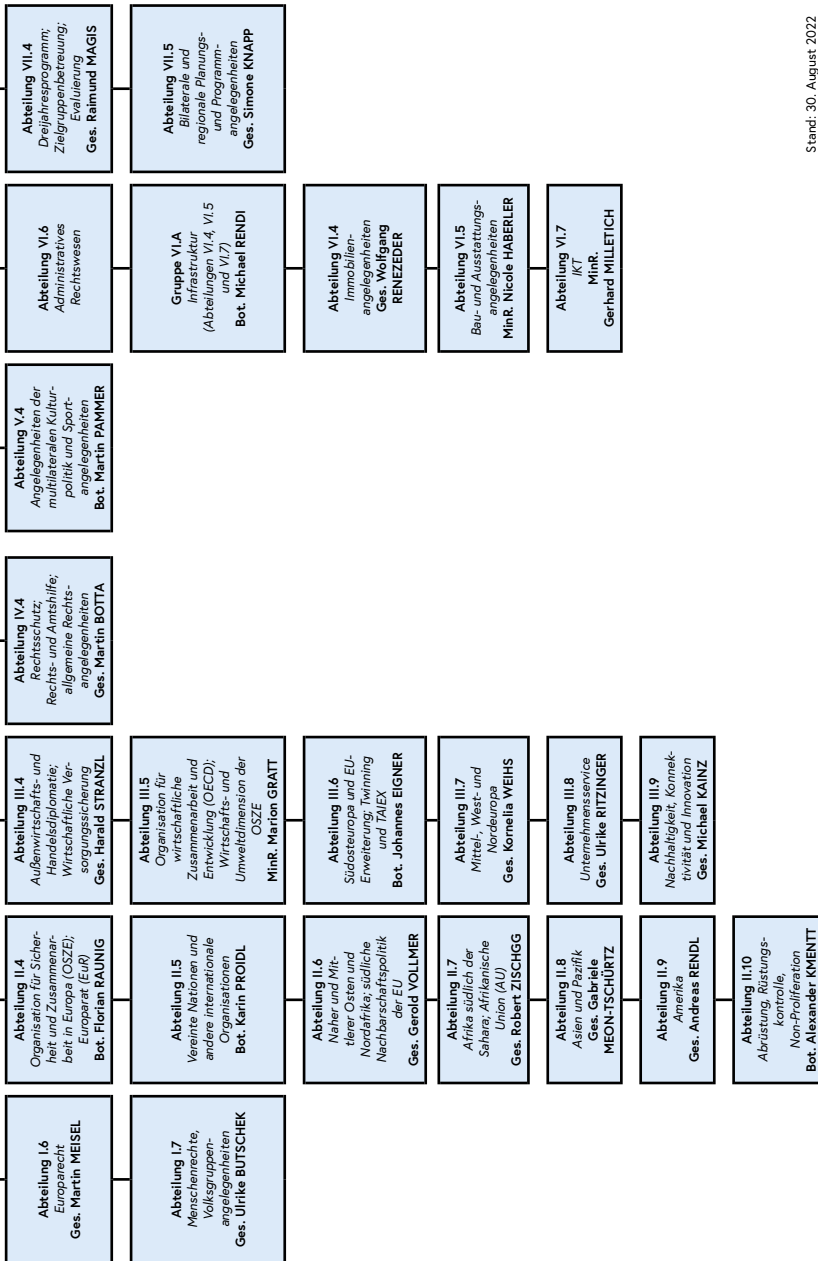 Abteilung I.6
Europarecht
Ges. Martin MEISEL
Abteilung I.7
Menschenrechte,
Volksgruppen-
angelegenheiten
Ges. Ulrike BUTSCHEK
Abteilung II.4
Organisation für Sicher-
heit und Zusammenar-
beit in Europa (OSZE);
Europarat (EuR)
Bot. Florian RAUNIG
Abteilung II.5
Vereinte Nationen und
andere internationale
Organisationen
Bot. Karin PROIDL
Abteilung II.6
Naher und Mit-
tlerer Osten und
Nordafrika; südliche
Nachbarschaftspolitik
der EU
Ges. Gerold VOLLMER
Abteilung II.7
Afrika südlich der
Sahara; Afrikanische
Union (AU)
Ges. Robert ZISCHGG
Abteilung II.8
Asien und Pazifik
Ges. Gabriele
MEON-TSCHÜRTZ
Abteilung II.9
Amerika
Ges. Andreas RENDL
Abteilung II.10
Abrüstung, Rüstungs-
kontrolle,
Non-Proliferation
Bot. Alexander KMENTT
Abteilung III.4
Außenwirtschafts- und
Handelsdiplomatie;
Wirtschaftliche Ver-
sorgungssicherung
Ges. Harald STRANZL
Abteilung III.5
Organisation für
wirtschaftliche
Zusammenarbeit und
Entwicklung (OECD);
Wirtschafts- und
Umweltdimension der
OSZE
MinR. Marion GRATT
Abteilung III.6
Südosteuropa und EU-
Erweiterung; Twinning
und TAIEX
Bot. Johannes EIGNER
Abteilung III.7
Mittel-, West- und
Nordeuropa
Ges. Kornelia WEIHS
Abteilung III.8
Unternehmensservice
Ges. Ulrike RITZINGER
Abteilung III.9
Nachhaltigkeit, Konnek-
tivität und Innovation
Ges. Michael KAINZ
Abteilung IV.4
Rechtsschutz;
Rechts- und Amtshilfe;
allgemeine Rechts-
angelegenheiten
Ges. Martin BOTTA
Abteilung V.4
Angelegenheiten der
multilateralen Kultur-
politik und Sport-
angelegenheiten
Bot. Martin PAMMER
Abteilung VI.6
Administratives
Rechtswesen
Gruppe VI.A
Infrastruktur
(Abteilungen VI.4, VI.5
und VI.7)
Bot. Michael RENDI
Abteilung VI.4
Immobilien-
angelegenheiten
Ges. Wolfgang
RENEZEDER
Abteilung VI.5
Bau- und Ausstattungs-
angelegenheiten
MinR. Nicole HABERLER
Abteilung VI.7
IKT
MinR.
Gerhard MILLETICH
Abteilung VII.4
Dreijahresprogramm;
Zielgruppenbetreuung;
Evaluierung
Ges. Raimund MAGIS
Abteilung VII.5
Bilaterale und
regionale Planungs-
und Programm-
angelegenheiten
Ges. Simone KNAPP
Stand: 30. August 2022